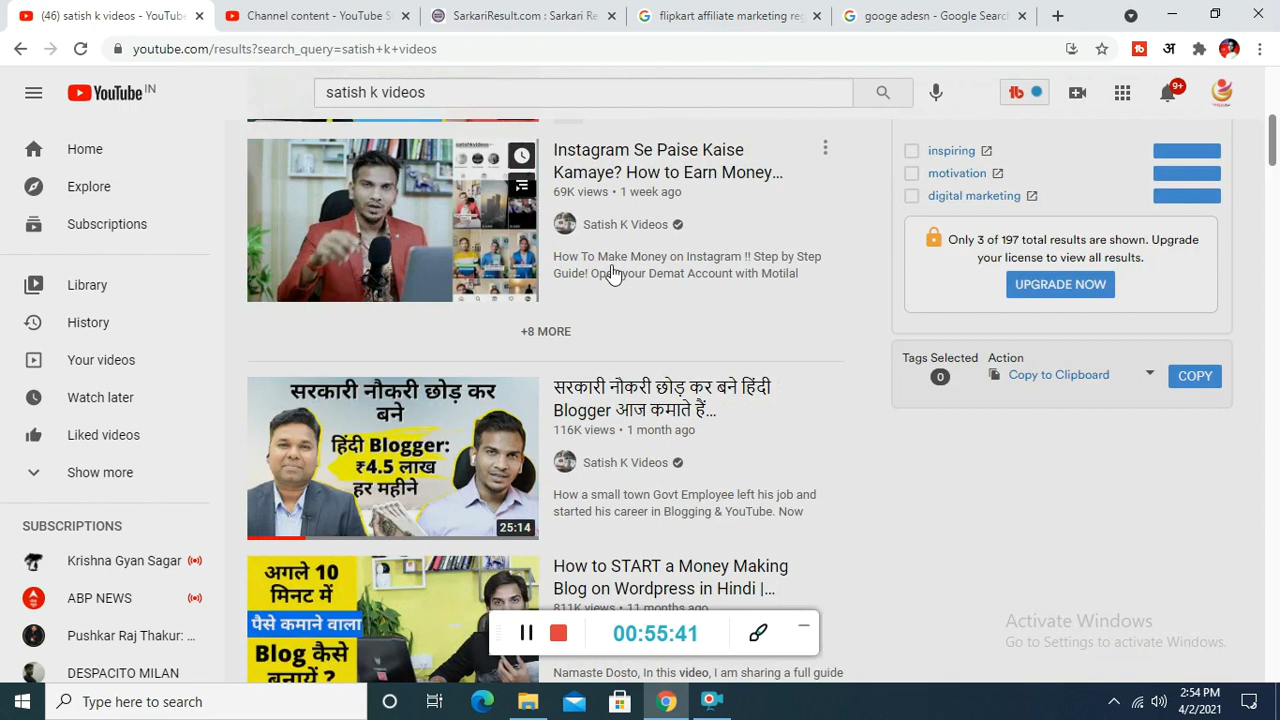 (46) satish k videos - YouTube
Channel content - YouTube S
SarkariResult.com : Sarkari Re
flipkart affiliate marketing reg
googe adesn - Google Search
youtube.com/results?search_query=satish+k+videos
अ
YouTube IN
satish k videos
tb
9+
Home
Explore
Subscriptions
Library
History
Your videos
Watch later
Liked videos
Show more
SUBSCRIPTIONS
Krishna Gyan Sagar
ABP NEWS
Pushkar Raj Thakur: ...
DESPACITO MILAN
Instagram Se Paise Kaise
Kamaye? How to Earn Money...
69K views • 1 week ago
Satish K Videos
How To Make Money on Instagram !! Step by Step
Guide! Open your Demat Account with Motilal
+8 MORE
सरकारी नौकरी छोड़ कर
बने
हिंदी Blogger:
₹4.5 लाख
हर महीने
25:14
सरकारी नौकरी छोड़ कर बने हिंदी
Blogger आज कमाते हैं...
116K views • 1 month ago
Satish K Videos
How a small town Govt Employee left his job and
started his career in Blogging & YouTube. Now
अगले 10
मिनट में
पैसे कमाने वाला
Blog कैसे
बनायें ?
How to START a Money Making
Blog on Wordpress in Hindi |...
811K views • 11 months ago
Namaste Dosto, In this video, I am sharing a full guide
00:55:41
inspiring
motivation
digital marketing
Only 3 of 197 total results are shown. Upgrade
your license to view all results.
UPGRADE NOW
Tags Selected
0
Action
Copy to Clipboard
COPY
Activate Windows
Go to Settings to activate Windows.
Type here to search
2:54 PM
4/2/2021